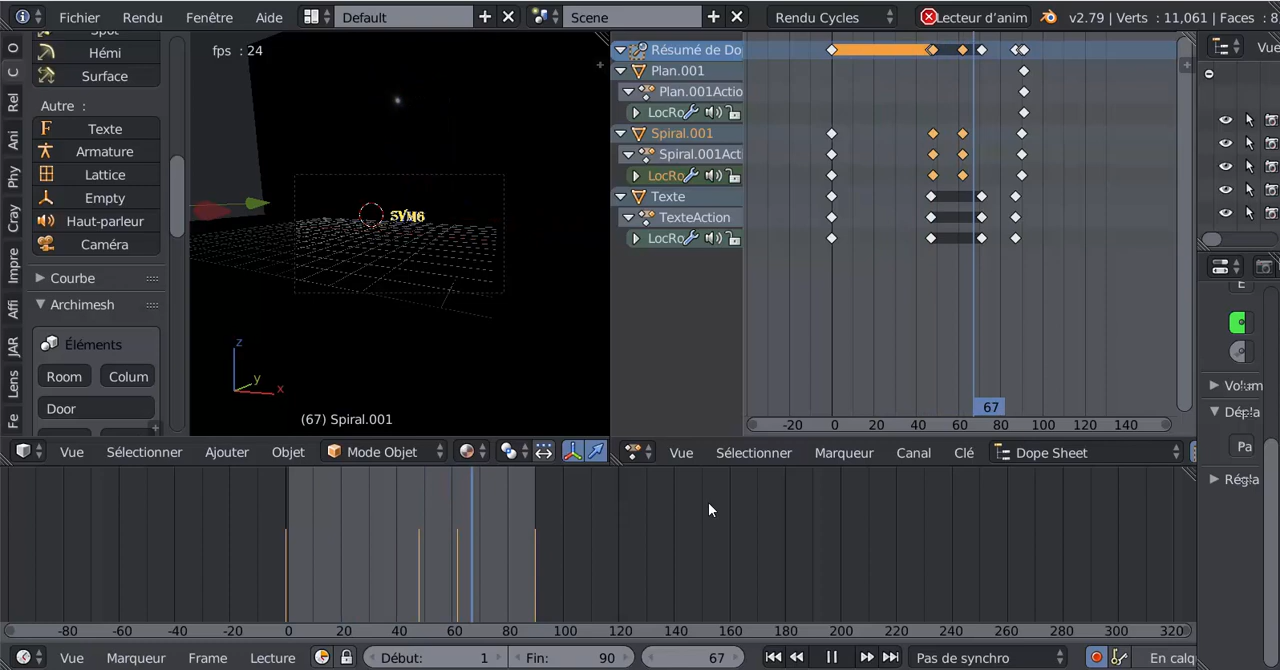 Fichier Rendu Fenêtre Aide Default Scene Rendu Cycles Lecteur d'anim v2.79 | Verts : 11,061 | Faces : 8
fps : 24
Hémi
Surface
Autre :
Texte
Armature
Lattice
Empty
Haut-parleur
Caméra
Courbe
Archimesh
Éléments
Room Colum
Door
O
C
Rel
Ani
Phy
Cray
Impre
Affi
JAR
Lens
Fe
SVM6
z
y
x
(67) Spiral.001
Résumé de Do
Plan.001
Plan.001Actio
LocRo
Spiral.001
Spiral.001Acti
LocRo
Texte
TexteAction
LocRo
67
-20 0 20 40 60 80 100 120 140
Vue
E
Volum
Dépla
Pa
Régla
Vue Sélectionner Ajouter Objet Mode Objet
Vue Sélectionner Marqueur Canal Clé Dope Sheet
-80 -60 -40 -20 0 20 40 60 80 100 120 140 160 180 200 220 240 260 280 300 320
Vue Marqueur Frame Lecture Début: 1 Fin: 90 67 Pas de synchro En calq